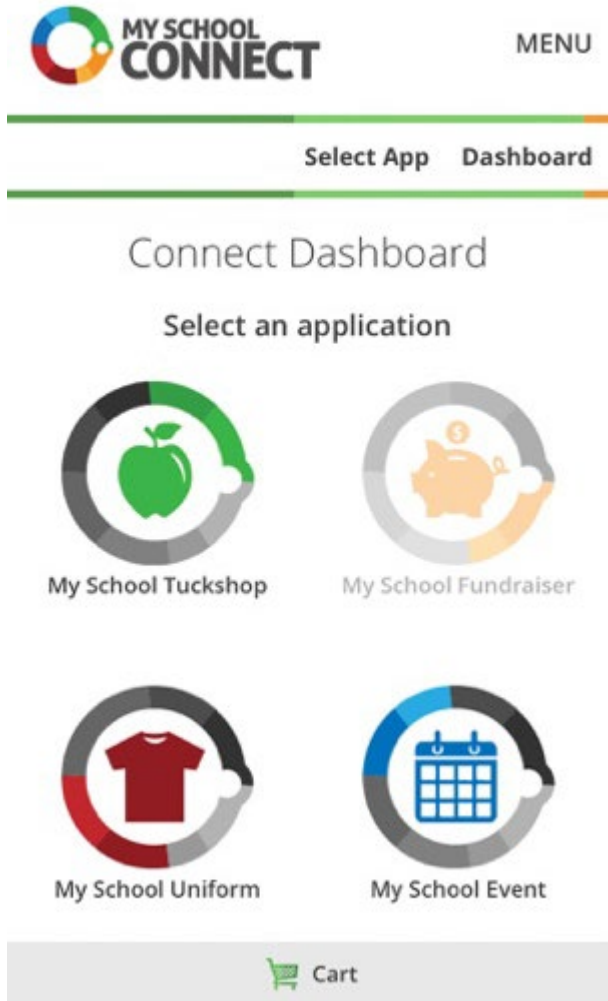 MY SCHOOL
CONNECT
MENU
Select App Dashboard
Connect Dashboard
Select an application
$
My School Tuckshop
My School Fundraiser
My School Uniform
My School Event
Cart